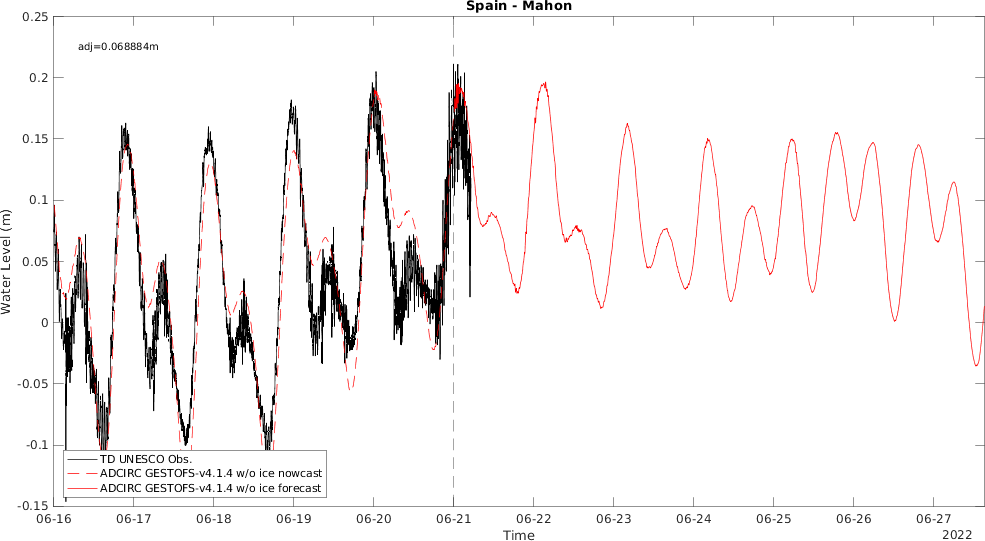 Spain - Mahon
adj=0.068884m
Water Level (m)
0.25
0.2
0.15
0.1
0.05
0
-0.05
-0.1
-0.15
TD UNESCO Obs.
ADCIRC GESTOFS-v4.1.4 w/o ice nowcast
ADCIRC GESTOFS-v4.1.4 w/o ice forecast
06-16 06-17 06-18 06-19 06-20 06-21 06-22 06-23 06-24 06-25 06-26 06-27
Time
2022